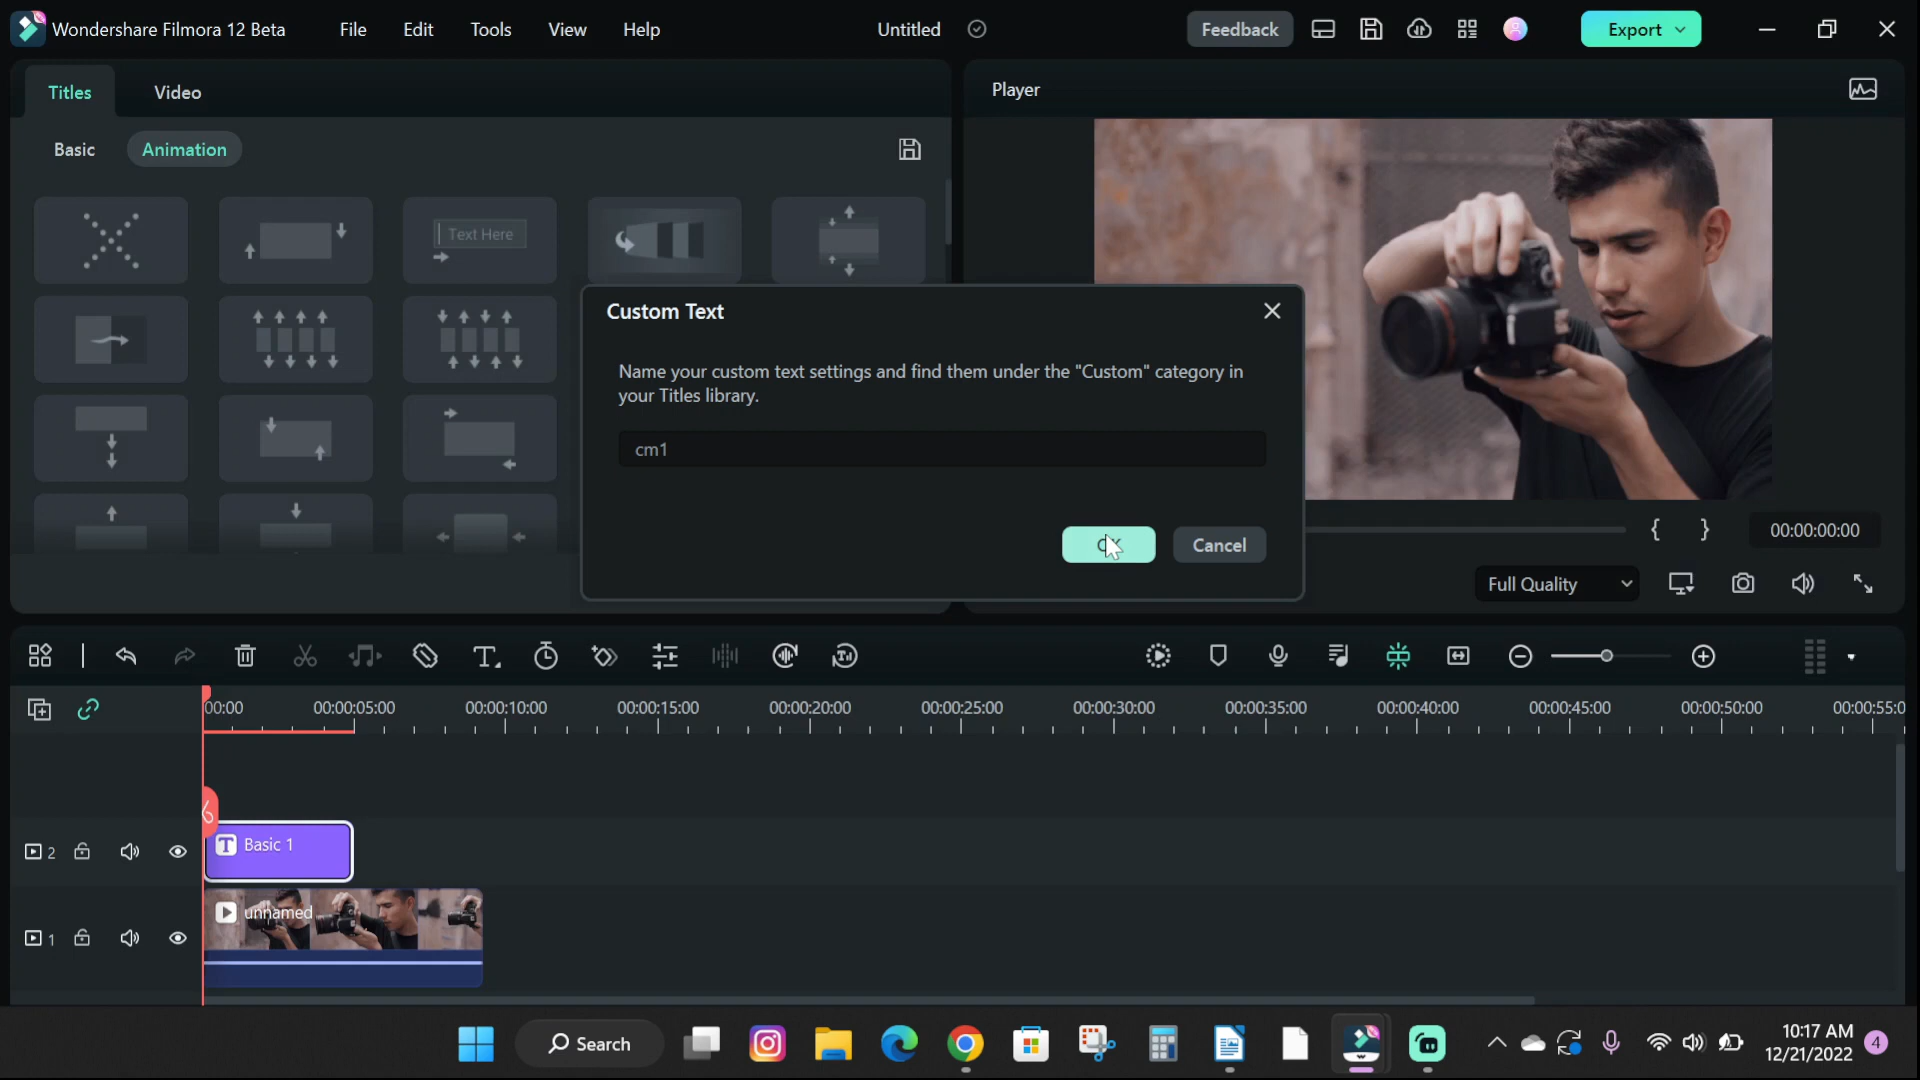 Wondershare Filmora 12 Beta
File
Edit
Tools
View
Help
Untitled
Feedback
Export
Titles
Video
Player
Basic
Animation
Text Here
Custom Text
Name your custom text settings and find them under the "Custom" category in
your Titles library.
cm1
Cancel
00:00:00:00
Full Quality
00:00
00:00:05:00
00:00:10:00
00:00:15:00
00:00:20:00
00:00:25:00
00:00:30:00
00:00:35:00
00:00:40:00
00:00:45:00
00:00:50:00
00:00:55:0
2
T Basic 1
1
unnamed
Search
10:17 AM
12/21/2022
4